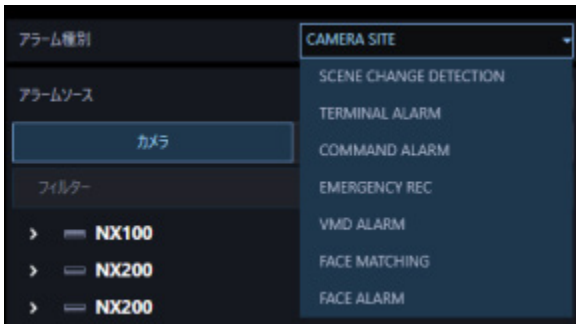 アラーム種別
CAMERA SITE
アラームソース
SCENE CHANGE DETECTION
TERMINAL ALARM
カメラ
COMMAND ALARM
フィルター
EMERGENCY REC
NX100
VMD ALARM
NX200
FACE MATCHING
NX200
FACE ALARM